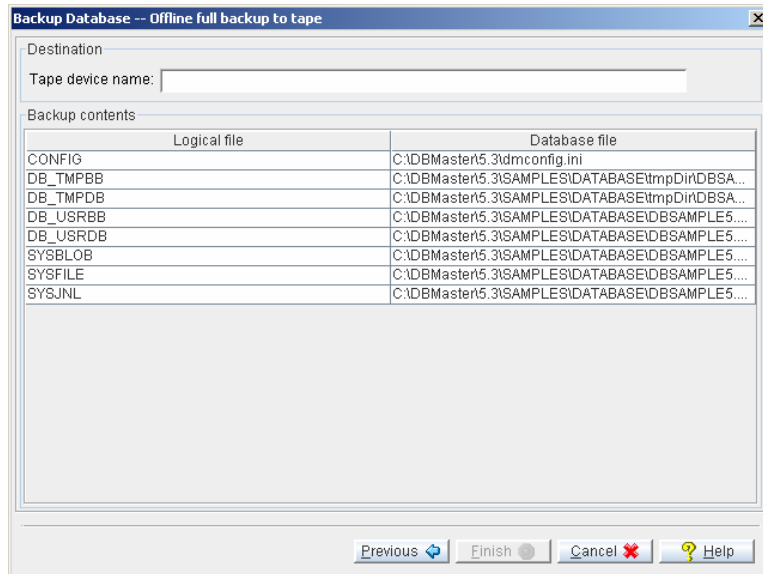 Backup Database -- Offline full backup to tape
Destination
Tape device name:
Backup contents
Logical file Database file
CONFIG C:\DBMaster\5.3\dmconfig.ini
DB_TMPBB C:\DBMaster\5.3\SAMPLES\DATABASE\tmpDir\DBSA...
DB_TMPDB C:\DBMaster\5.3\SAMPLES\DATABASE\tmpDir\DBSA...
DB_USRBB C:\DBMaster\5.3\SAMPLES\DATABASE\DBSAMPLE5....
DB_USRDB C:\DBMaster\5.3\SAMPLES\DATABASE\DBSAMPLE5....
SYSBLOB C:\DBMaster\5.3\SAMPLES\DATABASE\DBSAMPLE5....
SYSFILE C:\DBMaster\5.3\SAMPLES\DATABASE\DBSAMPLE5....
SYSJNL C:\DBMaster\5.3\SAMPLES\DATABASE\DBSAMPLE5....
Previous Finish Cancel Help